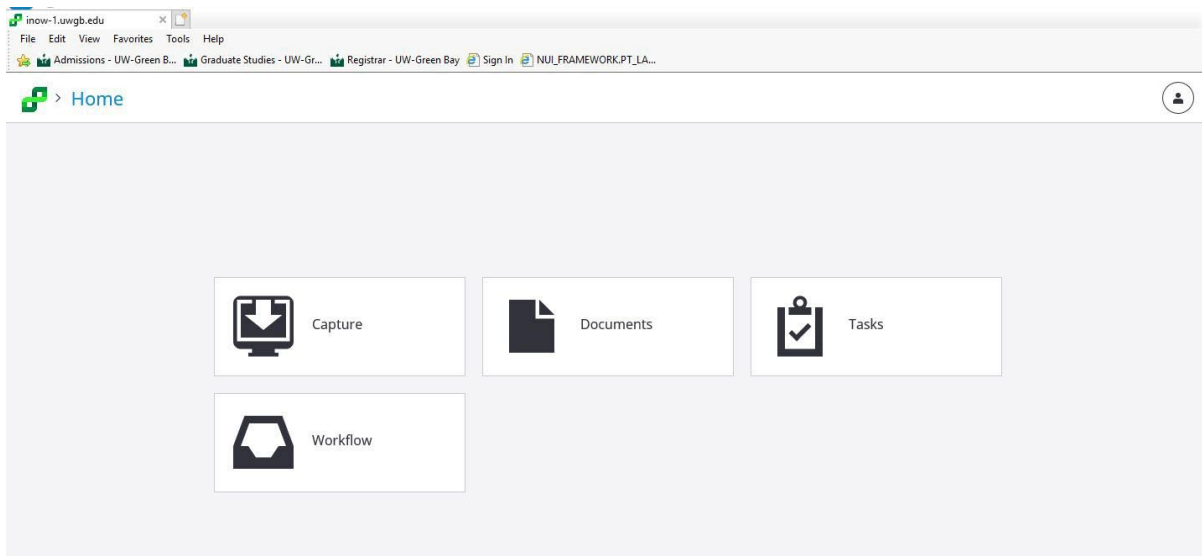 inow-1.uwgb.edu
File Edit View Favorites Tools Help
Admissions - UW-Green B... Graduate Studies - UW-Gr... Registrar - UW-Green Bay Sign In NUI_FRAMEWORK.PT_LA...
> Home
Capture Documents Tasks
Workflow